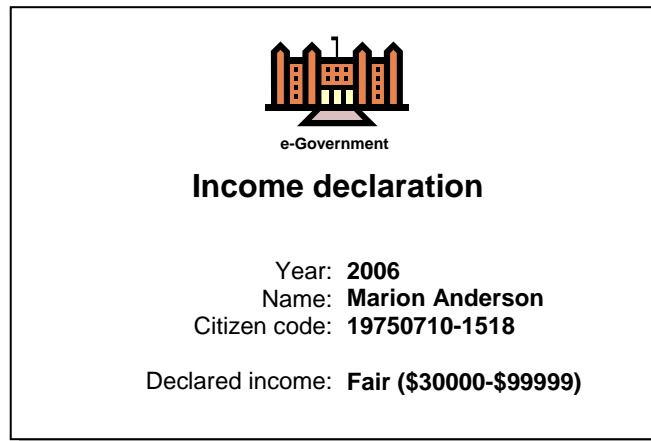 e-Government
Income declaration
Year: 2006
Name: Marion Anderson
Citizen code: 19750710-1518
Declared income: Fair ($30000-$99999)